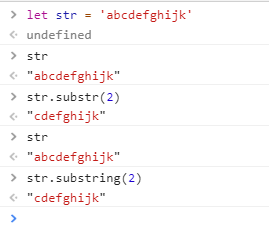 > let str = 'abcdefghijk'
< undefined
> str
< "abcdefghijk"
> str.substr(2)
< "cdefghijk"
> str
< "abcdefghijk"
> str.substring(2)
< "cdefghijk"
>